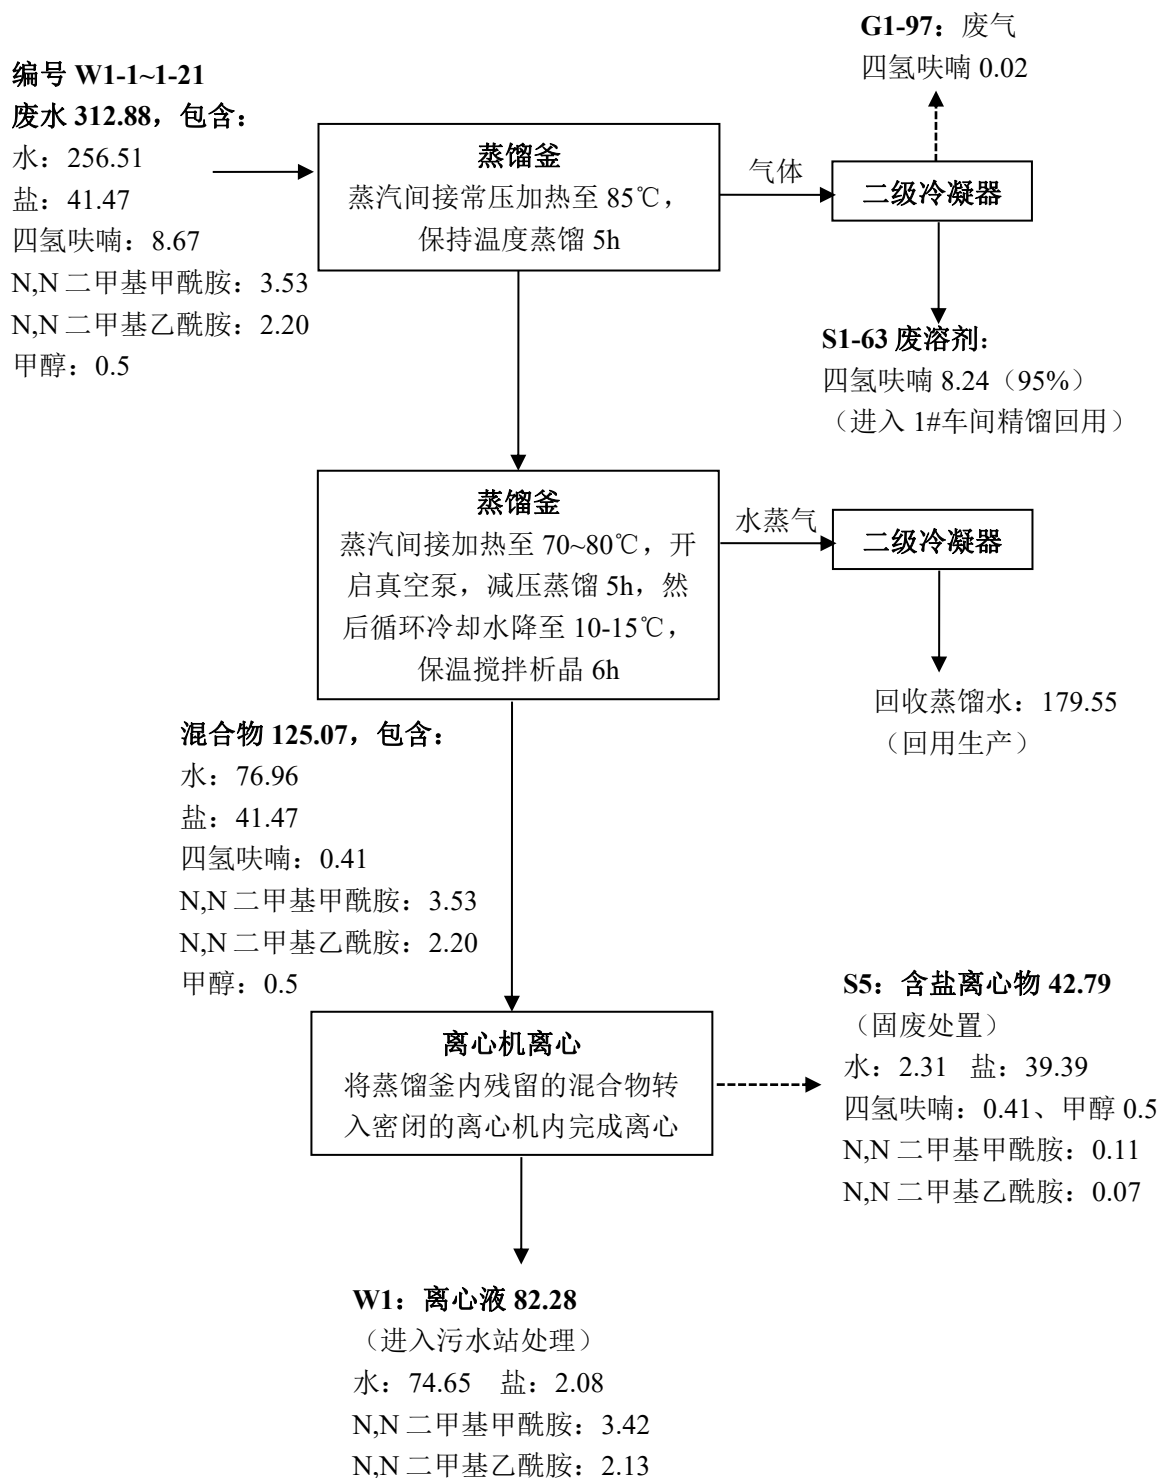 G1-97：废气
四氢呋喃 0.02
编号 W1-1~1-21
废水 312.88，包含：
水：256.51
盐：41.47
四氢呋喃：8.67
N,N 二甲基甲酰胺：3.53
N,N 二甲基乙酰胺：2.20
甲醇：0.5
蒸馏釜
蒸汽间接常压加热至 85℃，
保持温度蒸馏 5h
气体
二级冷凝器
S1-63 废溶剂：
四氢呋喃 8.24（95%）
（进入 1#车间精馏回用）
蒸馏釜
蒸汽间接加热至 70~80℃，开
启真空泵，减压蒸馏 5h，然
后循环冷却水降至 10-15℃，
保温搅拌析晶 6h
水蒸气
二级冷凝器
回收蒸馏水：179.55
（回用生产）
混合物 125.07，包含：
水：76.96
盐：41.47
四氢呋喃：0.41
N,N 二甲基甲酰胺：3.53
N,N 二甲基乙酰胺：2.20
甲醇：0.5
离心机离心
将蒸馏釜内残留的混合物转
入密闭的离心机内完成离心
S5：含盐离心物 42.79
（固废处置）
水：2.31 盐：39.39
四氢呋喃：0.41、甲醇 0.5
N,N 二甲基甲酰胺：0.11
N,N 二甲基乙酰胺：0.07
W1：离心液 82.28
（进入污水站处理）
水：74.65 盐：2.08
N,N 二甲基甲酰胺：3.42
N,N 二甲基乙酰胺：2.13